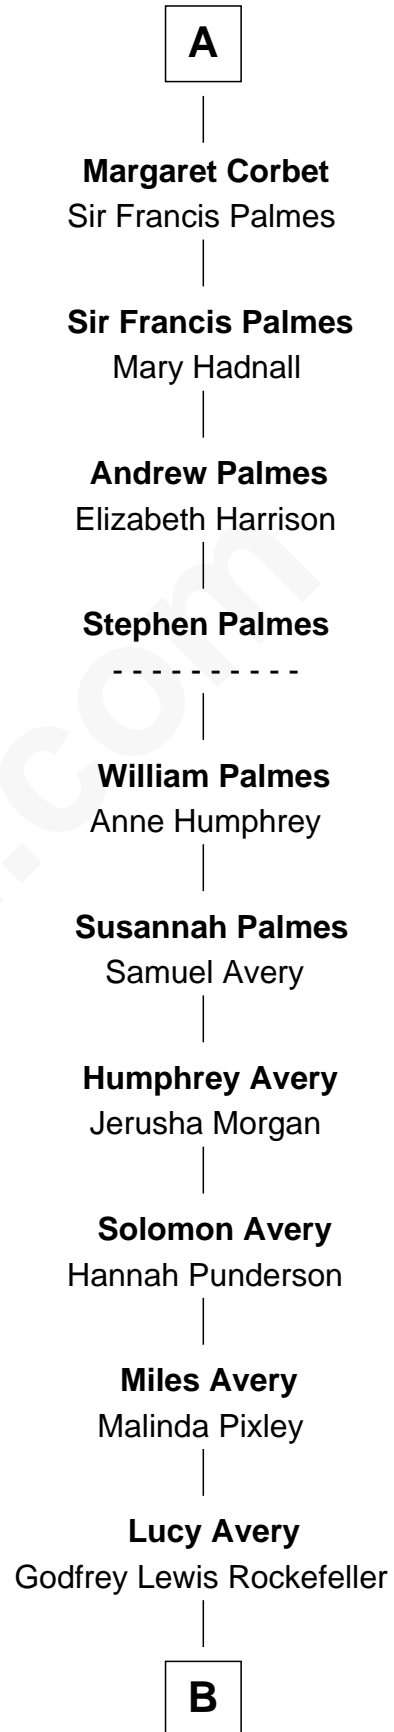 A
Margaret Corbet
Sir Francis Palmes
Sir Francis Palmes
Mary Hadnall
Andrew Palmes
Elizabeth Harrison
Stephen Palmes
- - - - - - - - - -
William Palmes
Anne Humphrey
Susannah Palmes
Samuel Avery
Humphrey Avery
Jerusha Morgan
Solomon Avery
Hannah Punderson
Miles Avery
Malinda Pixley
Lucy Avery
Godfrey Lewis Rockefeller
B
.com